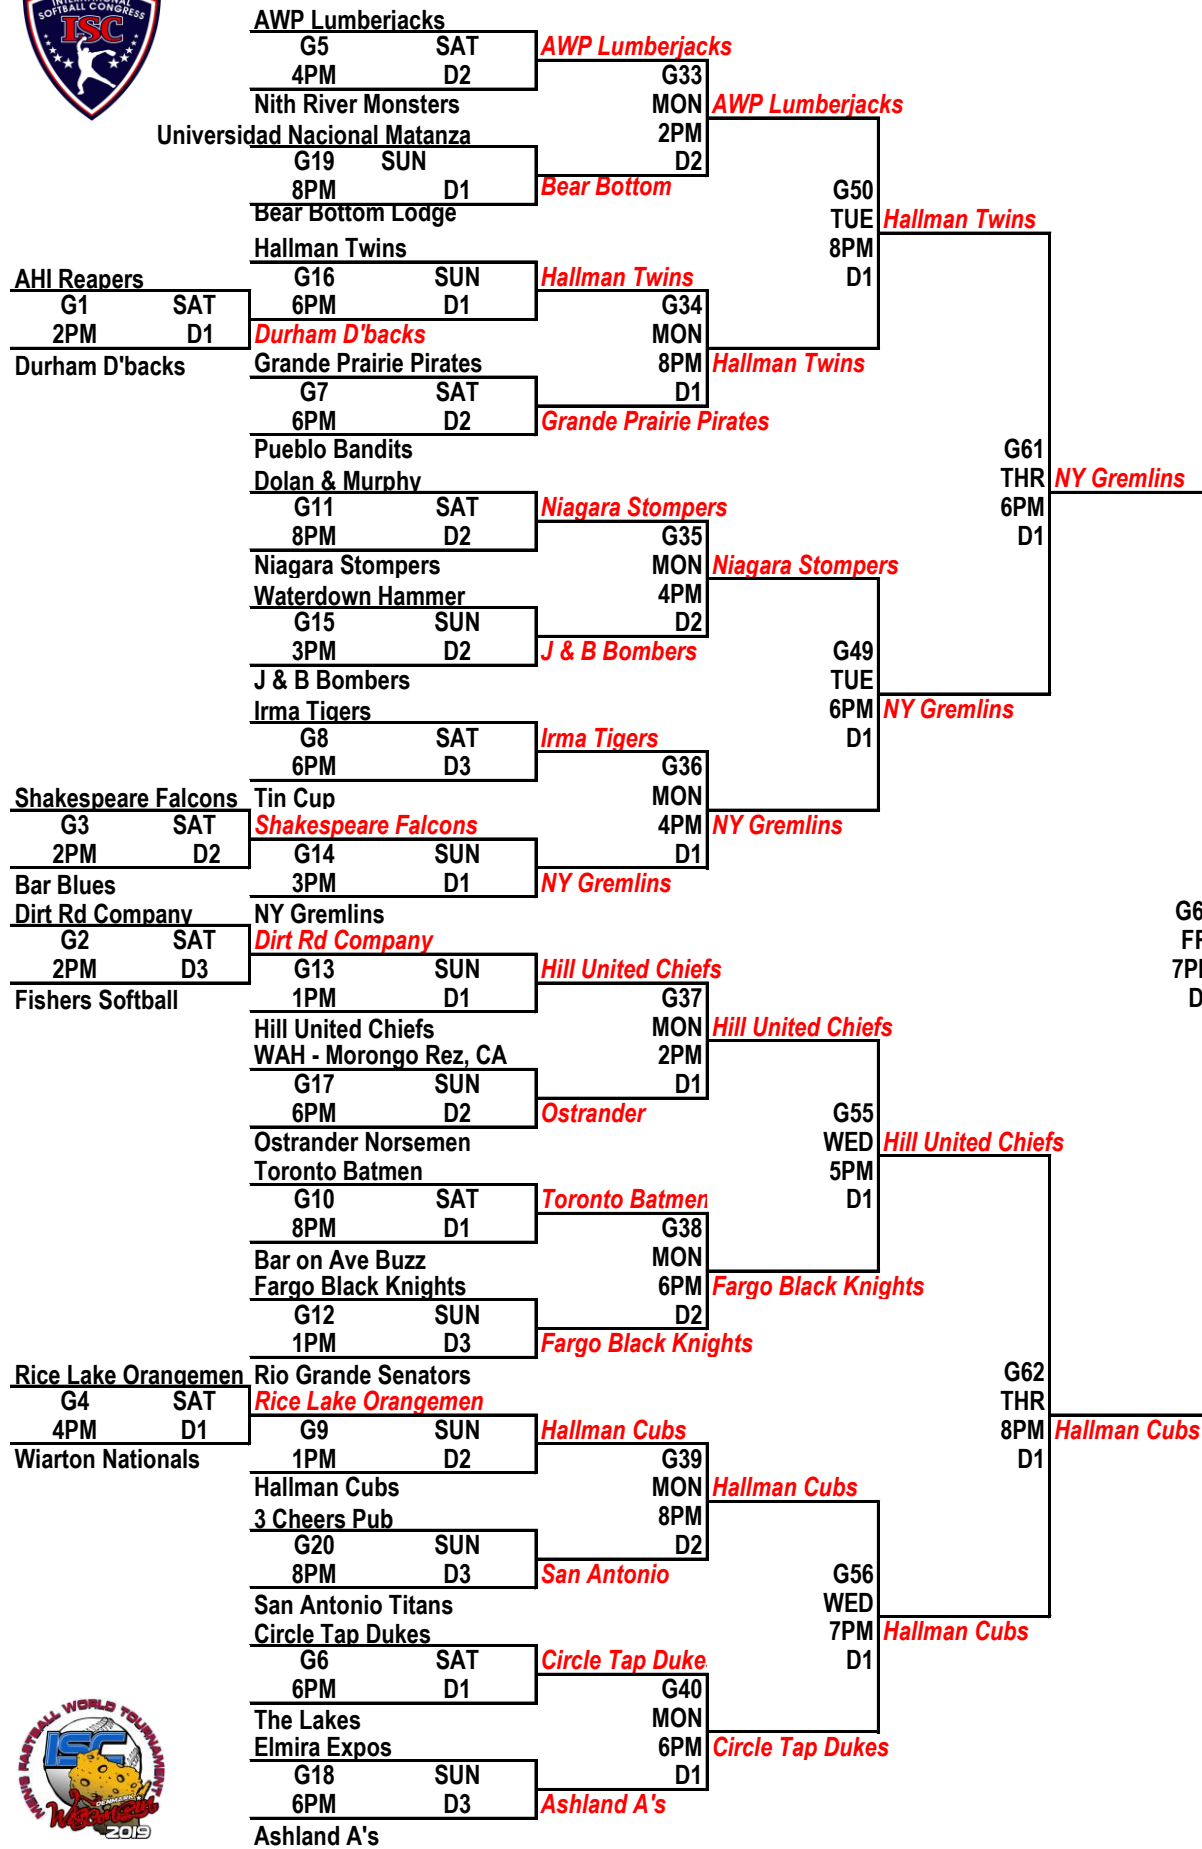 INTERNATIONAL
SOFTBALL CONGRESS
ISC
AWP Lumberjacks
G5 SAT AWP Lumberjacks
4PM D2 G33
Nith River Monsters MON AWP Lumberjacks
Universidad Nacional Matanza 2PM
G19 SUN D2
8PM D1 Bear Bottom G50
Bear Bottom Lodge TUE Hallman Twins
Hallman Twins 8PM
AHI Reapers G16 SUN Hallman Twins D1
G1 SAT 6PM D1 G34
2PM D1 Durham D'backs MON
Durham D'backs Grande Prairie Pirates 8PM Hallman Twins
G7 SAT D1
6PM D2 Grande Prairie Pirates
Pueblo Bandits G61
Dolan & Murphy THR NY Gremlins
G11 SAT Niagara Stompers 6PM
8PM D2 G35 D1
Niagara Stompers MON Niagara Stompers
Waterdown Hammer 4PM
G15 SUN D2
3PM D2 J & B Bombers G49
J & B Bombers TUE
Irma Tigers 6PM NY Gremlins
G8 SAT Irma Tigers D1
6PM D3 G36
Shakespeare Falcons Tin Cup MON
G3 SAT Shakespeare Falcons 4PM NY Gremlins
2PM D2 G14 SUN D1
Bar Blues 3PM D1 NY Gremlins
Dirt Rd Company NY Gremlins G6
G2 SAT Dirt Rd Company
2PM D3 G13 SUN Hill United Chiefs
Fishers Softball 1PM D1 G37
Hill United Chiefs MON Hill United Chiefs
WAH - Morongo Rez, CA 2PM
G17 SUN D1
6PM D2 Ostrander G55
Ostrander Norsemen WED Hill United Chiefs
Toronto Batmen 5PM
G10 SAT Toronto Batmen D1
8PM D1 G38
Bar on Ave Buzz MON
Fargo Black Knights 6PM Fargo Black Knights
G12 SUN D2
1PM D3 Fargo Black Knights
Rice Lake Orangemen Rio Grande Senators G62
G4 SAT Rice Lake Orangemen THR
4PM D1 G9 SUN Hallman Cubs 8PM Hallman Cubs
Wiarton Nationals 1PM D2 G39 D1
Hallman Cubs MON Hallman Cubs
3 Cheers Pub 8PM
G20 SUN D2
8PM D3 San Antonio G56
San Antonio Titans WED
Circle Tap Dukes 7PM Hallman Cubs
G6 SAT Circle Tap Duke D1
6PM D1 G40
The Lakes MON
Elmira Expos 6PM Circle Tap Dukes
G18 SUN D1
6PM D3 Ashland A's
Ashland A's
MEN'S FASTBALL WORLD TOURNAMENT
ISC
DENMARK
Wisconsin
2019